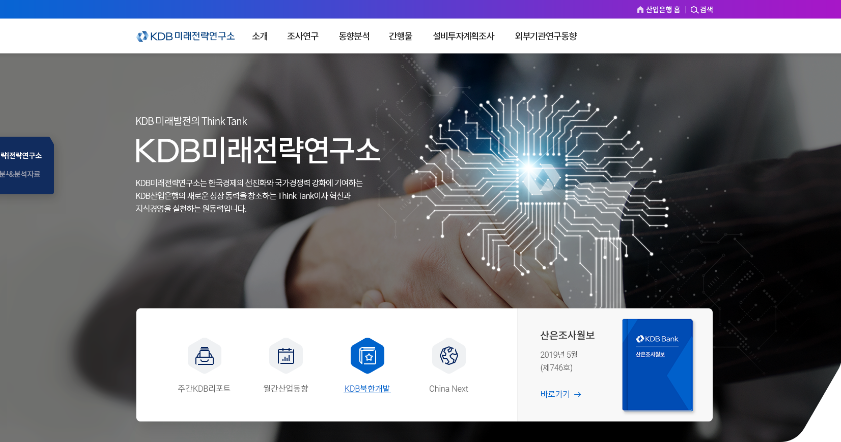 산업은행 홈
검색
KDB미래전략연구소
소개
조사연구
동향분석
간행물
설비투자계획조사
외부기관연구동향
KDB 미래발전의 Think Tank
KDB미래전략연구소
KDB미래전략연구소는 한국경제의 선진화와 국가경쟁력 강화에 기여하는
KDB산업은행의 새로운 성장 동력을 창조하는 Think Tank이자 혁신과
지식경영을 실천하는 원동력입니다.
략전략연구소
분석&분석자료
주간KDB리포트
월간산업동향
KDB북한개발
China Next
산은조사월보
2019년 5월
(제746호)
바로가기
KDB Bank
산은조사월보